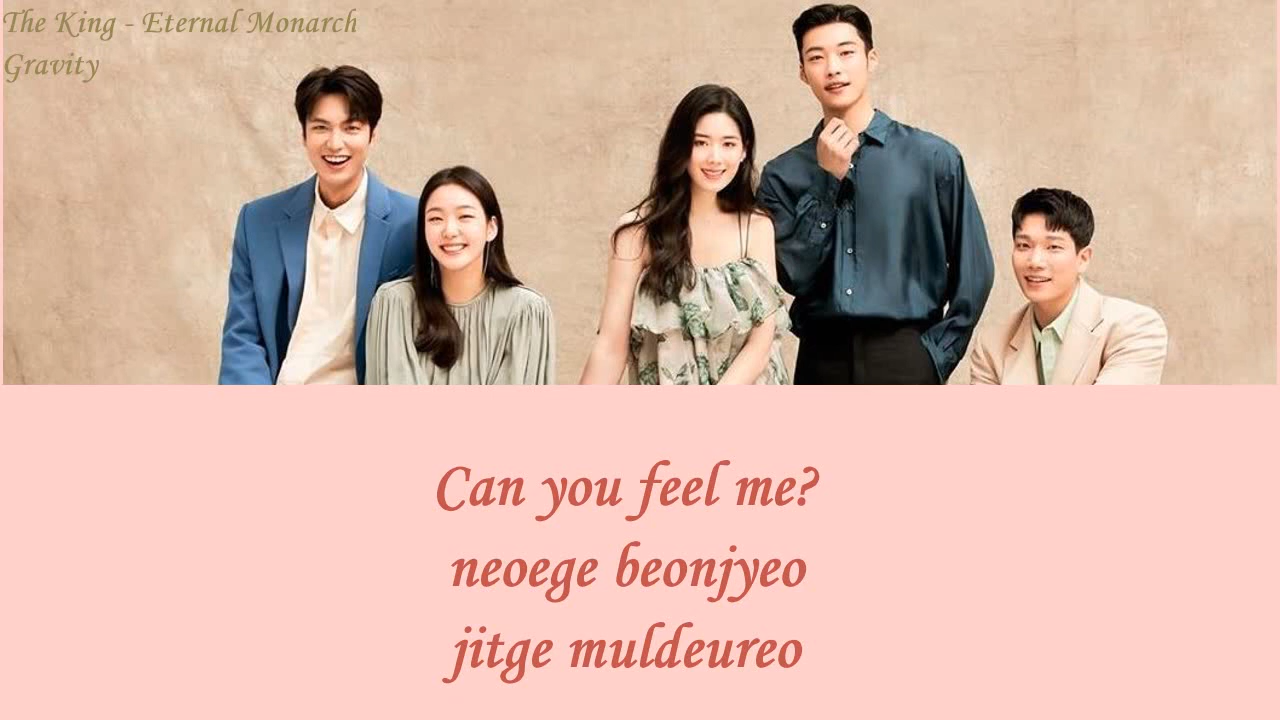 The King - Eternal Monarch
Gravity
Can you feel me?
neoege beonjyeo
jitge muldeureo